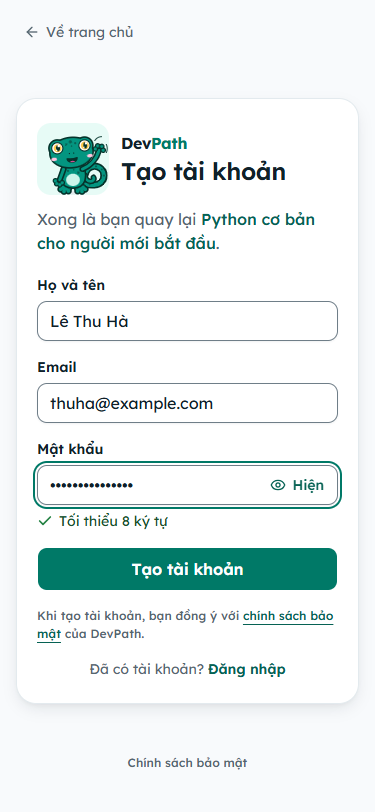 Về trang chủ
DevPath
Tạo tài khoản
Xong là bạn quay lại Python cơ bản
cho người mới bắt đầu.
Họ và tên
Lê Thu Hà
Email
thuha@example.com
Mật khẩu
•••••••••••••••
Hiện
Tối thiểu 8 ký tự
Tạo tài khoản
Khi tạo tài khoản, bạn đồng ý với chính sách bảo
mật của DevPath.
Đã có tài khoản? Đăng nhập
Chính sách bảo mật